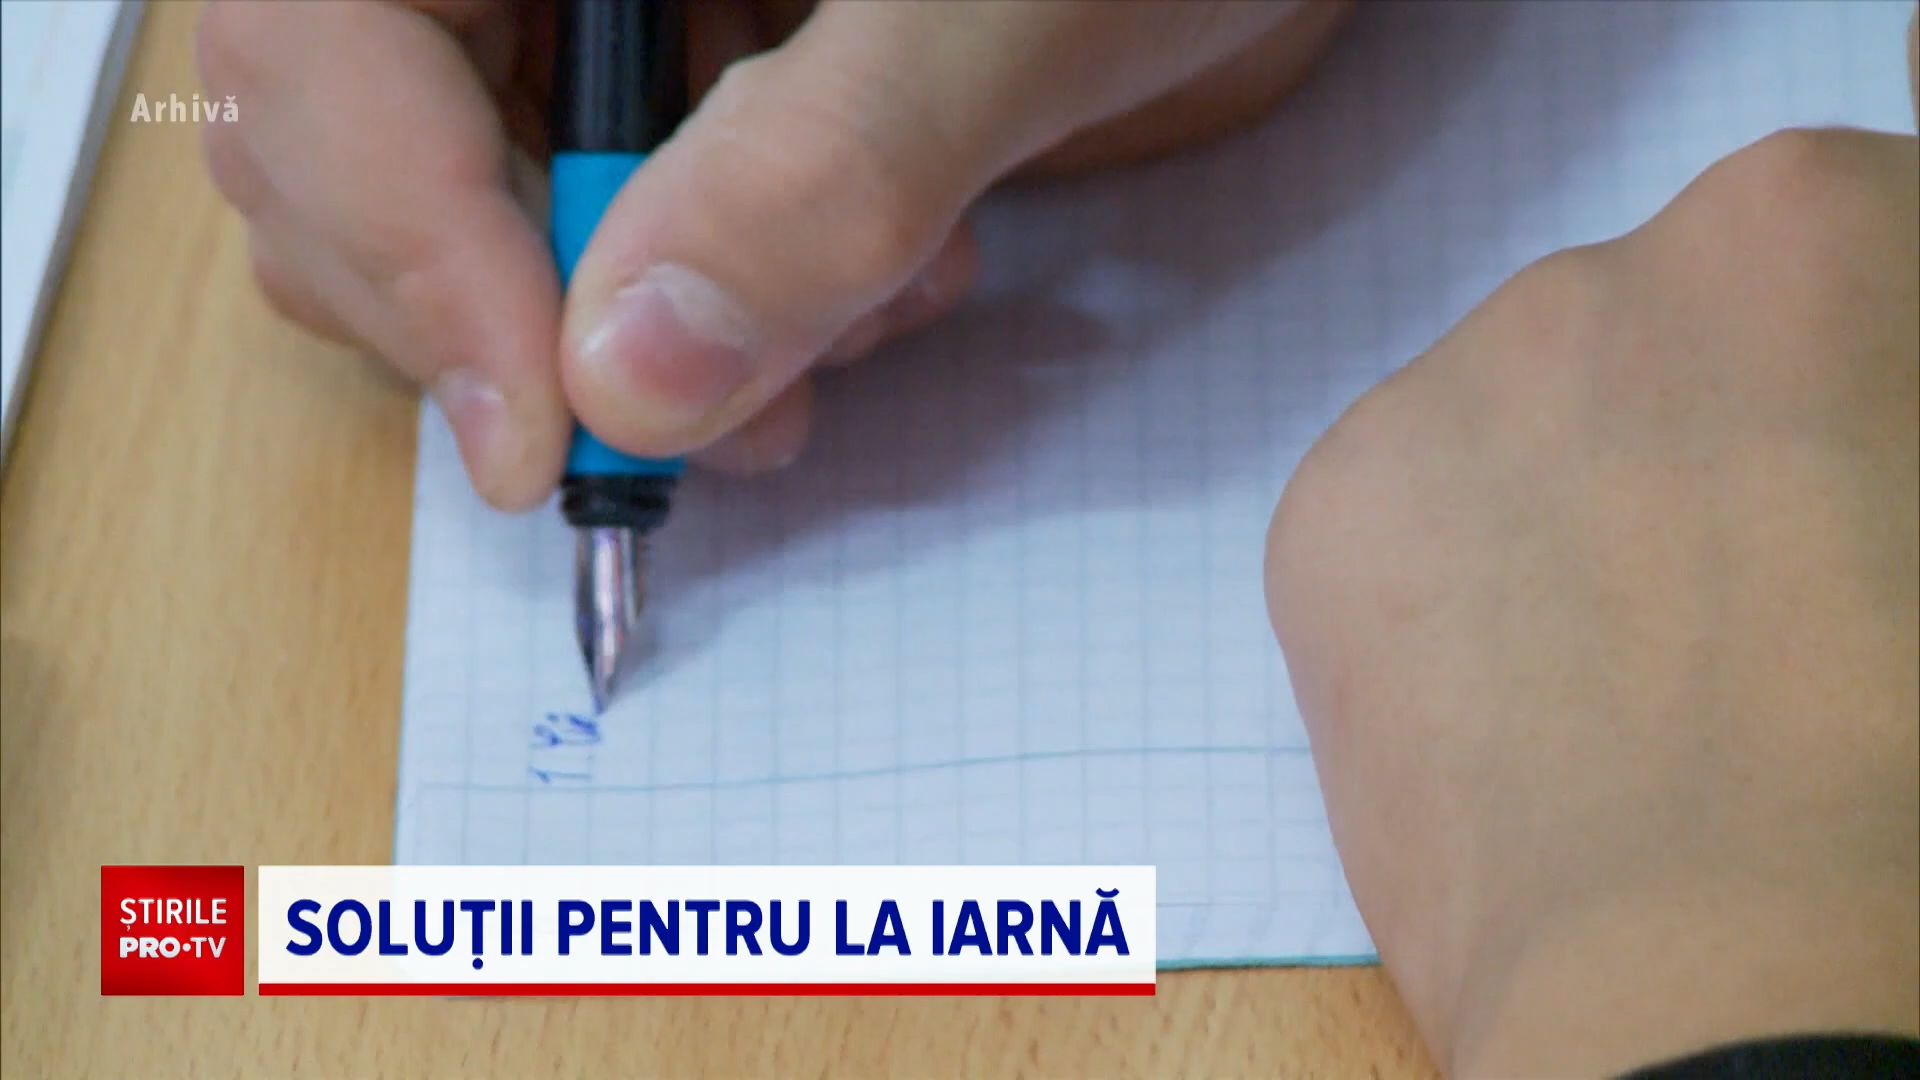 Arhivă
ȘTIRILE
PRO•TV
SOLUȚII PENTRU LA IARNĂ